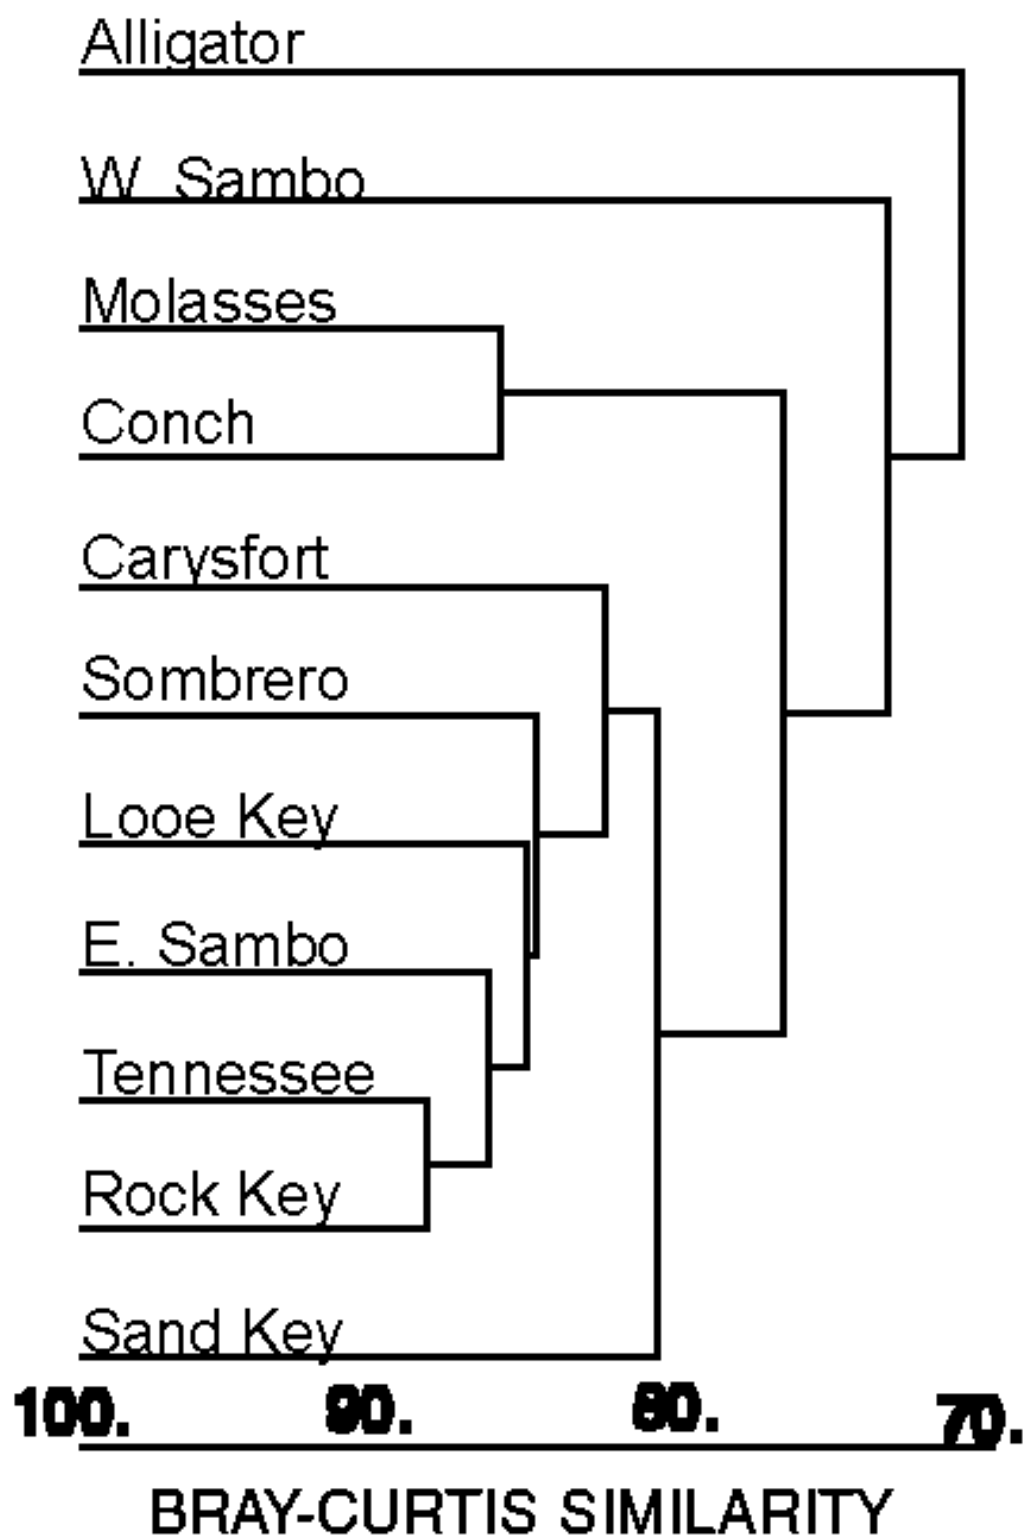 Alligator
W. Sambo
Molasses
Conch
Carysfort
Sombrero
Looe Key
E. Sambo
Tennessee
Rock Key
Sand Key
100. 90. 80. 70.
BRAY-CURTIS SIMILARITY